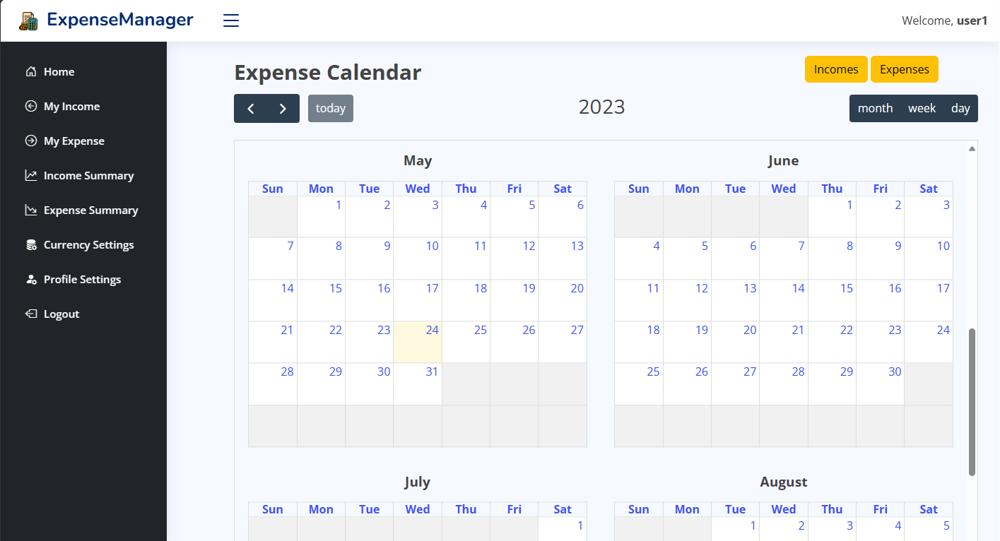 ExpenseManager
Welcome, user1
Home
My Income
My Expense
Income Summary
Expense Summary
Currency Settings
Profile Settings
Logout
Expense Calendar
Incomes Expenses
today
2023
month week day
May
Sun Mon Tue Wed Thu Fri Sat
1 2 3 4 5 6
7 8 9 10 11 12 13
14 15 16 17 18 19 20
21 22 23 24 25 26 27
28 29 30 31
June
Sun Mon Tue Wed Thu Fri Sat
1 2 3
4 5 6 7 8 9 10
11 12 13 14 15 16 17
18 19 20 21 22 23 24
25 26 27 28 29 30
July
Sun Mon Tue Wed Thu Fri Sat
1
August
Sun Mon Tue Wed Thu Fri Sat
1 2 3 4 5